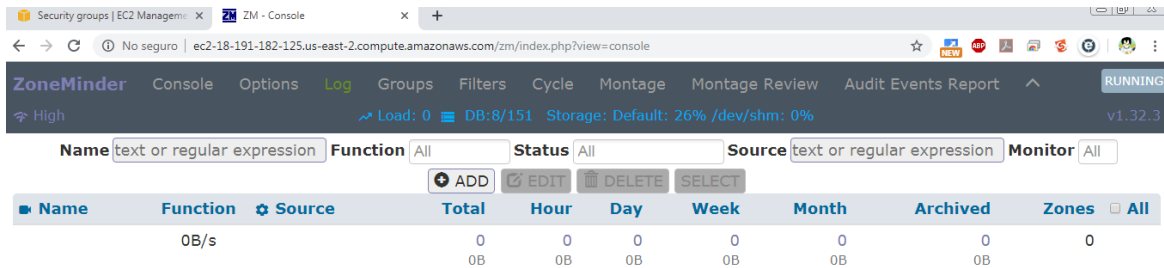 Security groups | EC2 Manageme
ZM ZM - Console
No seguro ec2-18-191-182-125.us-east-2.compute.amazonaws.com/zm/index.php?view=console
NEW ABP
ZoneMinder Console Options Log Groups Filters Cycle Montage Montage Review Audit Events Report RUNNING
High Load: 0 DB:8/151 Storage: Default: 26% /dev/shm: 0% v1.32.3
Name text or regular expression Function All Status All Source text or regular expression Monitor All
ADD EDIT DELETE SELECT
Name Function Source Total Hour Day Week Month Archived Zones All
0B/s 0 0 0 0 0 0 0
0B 0B 0B 0B 0B 0B